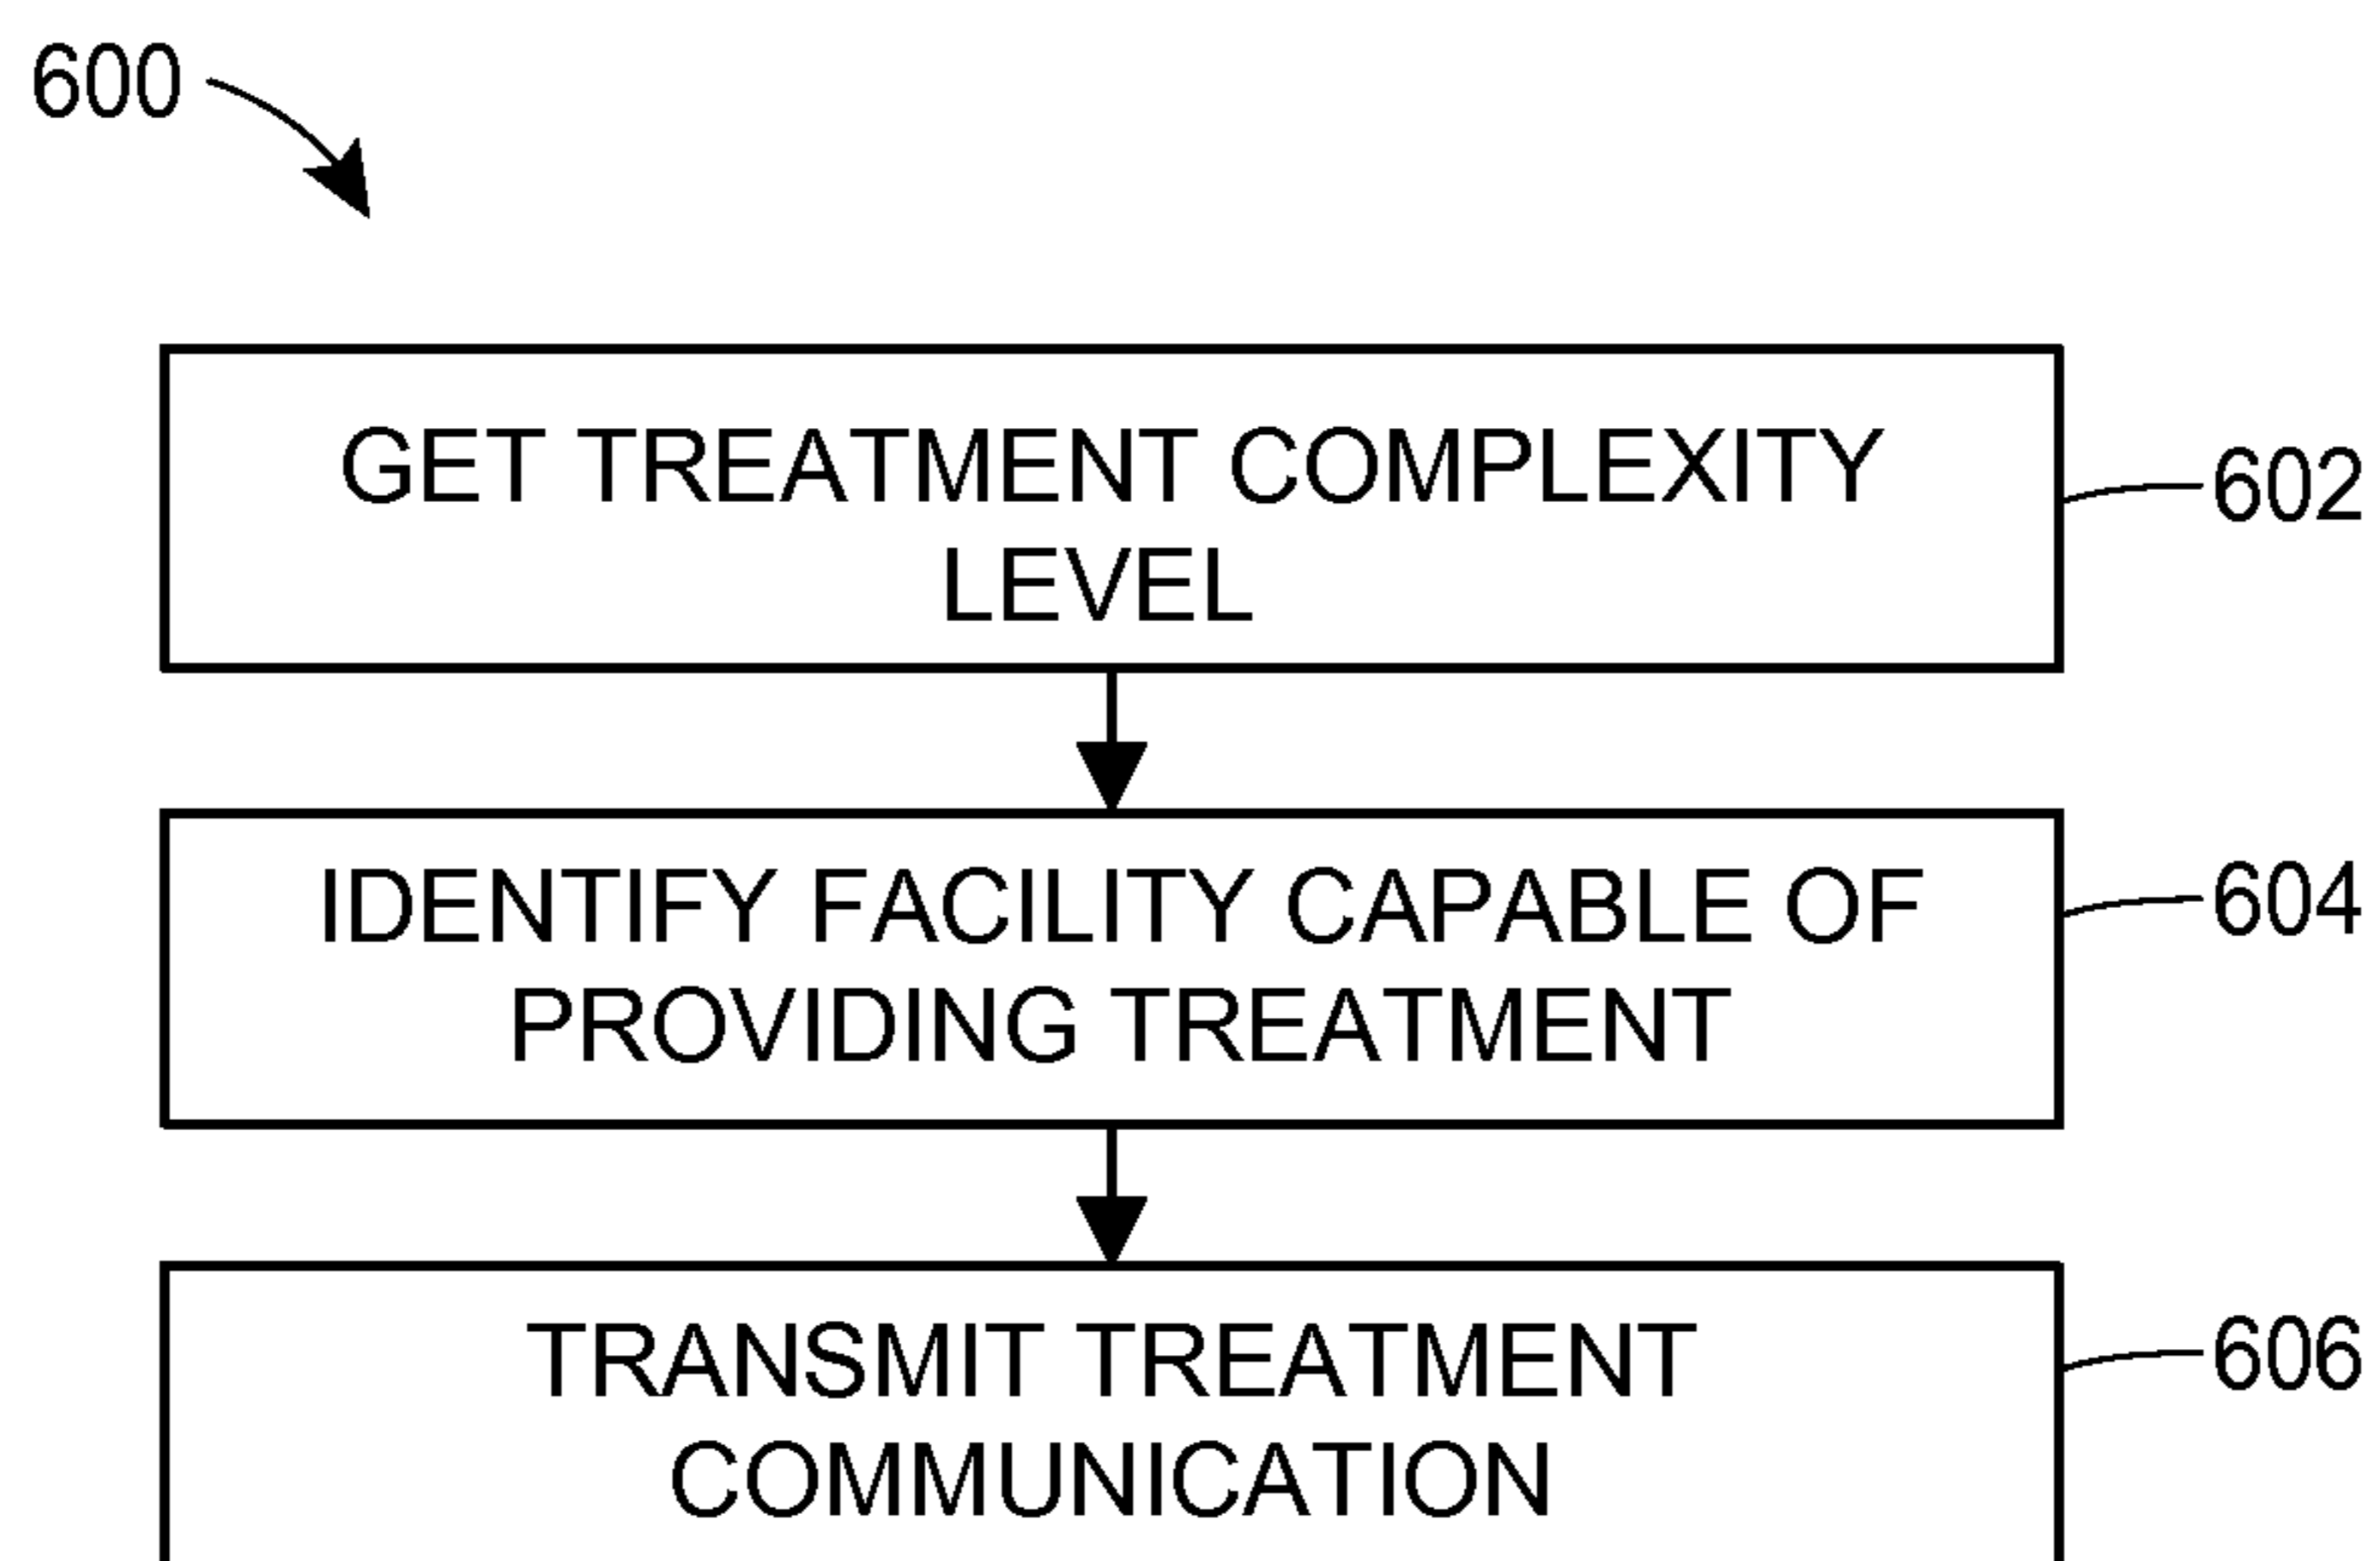 600
GET TREATMENT COMPLEXITY
LEVEL
602
IDENTIFY FACILITY CAPABLE OF
PROVIDING TREATMENT
604
TRANSMIT TREATMENT
COMMUNICATION
606